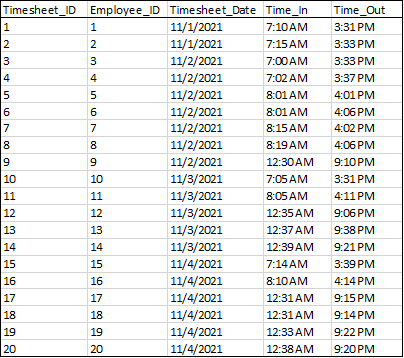 Timesheet_ID Employee_ID Timesheet_Date Time_In Time_Out
1 1 11/1/2021 7:10 AM 3:31 PM
2 2 11/1/2021 7:15 AM 3:33 PM
3 3 11/2/2021 7:00 AM 3:33 PM
4 4 11/2/2021 7:02 AM 3:37 PM
5 5 11/2/2021 8:01 AM 4:01 PM
6 6 11/2/2021 8:01 AM 4:06 PM
7 7 11/2/2021 8:15 AM 4:02 PM
8 8 11/2/2021 8:19 AM 4:06 PM
9 9 11/2/2021 12:30 AM 9:10 PM
10 10 11/3/2021 7:05 AM 3:31 PM
11 11 11/3/2021 8:05 AM 4:11 PM
12 12 11/3/2021 12:35 AM 9:06 PM
13 13 11/3/2021 12:37 AM 9:38 PM
14 14 11/3/2021 12:39 AM 9:21 PM
15 15 11/4/2021 7:14 AM 3:39 PM
16 16 11/4/2021 8:10 AM 4:14 PM
17 17 11/4/2021 12:31 AM 9:15 PM
18 18 11/4/2021 12:31 AM 9:14 PM
19 19 11/4/2021 12:33 AM 9:22 PM
20 20 11/4/2021 12:38 AM 9:20 PM